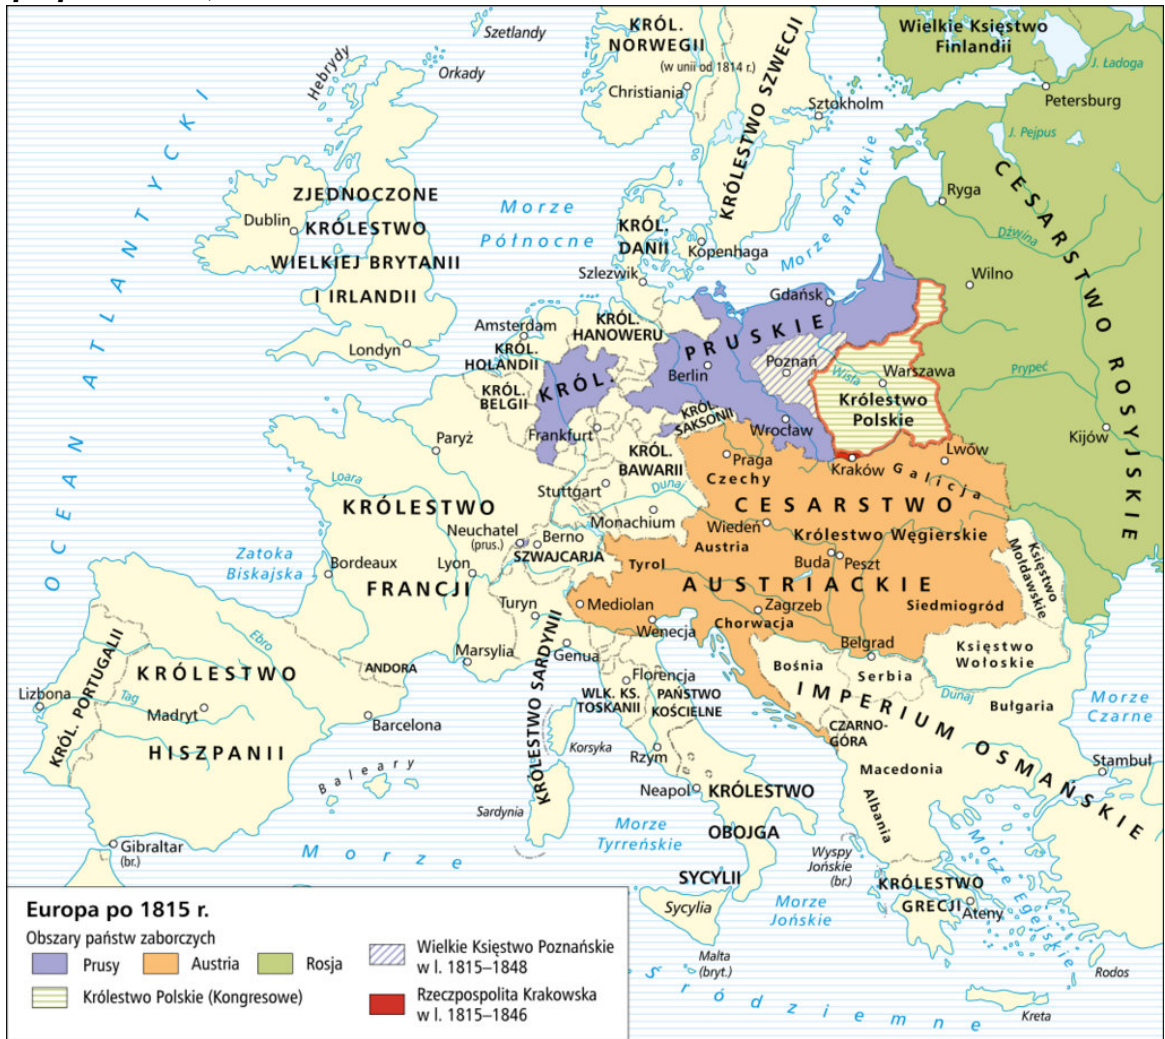 Szetlandy
Hebrydy
Orkady
KRÓL.
NORWEGII
(w unii od 1814 r.)
Christiania
KRÓLESTWO SZWECJI
Sztokholm
Wielkie Księstwo
Finlandii
J. Ładoga
Petersburg
J. Pejpus
OCEAN ATLANTYCKI
ZJEDNOCZONE
KRÓLESTWO
WIELKIEJ BRYTANII
I IRLANDII
Dublin
Londyn
Morze
Północne
KRÓL.
DANII
Kopenhaga
Szlezwik
Morze Bałtyckie
Ryga
Dźwina
Wilno
CESARSTWO ROSYJSKIE
Prypeć
Kijów
Amsterdam
KRÓL.
HOLANDII
KRÓL.
HANOWERU
KRÓL.
BELGII
KRÓL.
PRUSKIE
Gdańsk
Berlin
Poznań
Wisła
Warszawa
Królestwo
Polskie
Wrocław
KRÓL.
SAKSONII
Frankfurt
KRÓL.
BAWARII
Stuttgart
Dunaj
Monachium
Paryż
Loara
KRÓLESTWO
FRANCJI
Neuchatel
(prus.)
Berno
SZWAJCARJA
Zatoka
Biskajska
Bordeaux
Lyon
Turyn
Marsylia
Genua
Praga
Czechy
Kraków
Lwów
Galicja
CESARSTWO
Wiedeń
Austria
Królestwo Węgierskie
Buda
Peszt
Tyrol
AUSTRIACKIE
Mediolan
Wenecja
Zagrzeb
Chorwacja
Siedmiogród
Księstwo
Mołdawskie
Belgrad
Bośnia
Serbia
Księstwo
Wołoskie
Dunaj
Bułgaria
Morze
Czarne
IMPERIUM OSMAŃSKIE
CZARNO-
GÓRA
Macedonia
Albania
Stambuł
KRÓL. PORTUGALII
Lizbona
Tag
Madryt
KRÓLESTWO
HISZPANII
Ebro
ANDORA
Barcelona
Baleary
Gibraltar
(br.)
KRÓLESTWO SARDYNII
Korsyka
Sardynia
Florencja
WLK. KS.
TOSKANII
PAŃSTWO
KOŚCIELNE
Rzym
Neapol
KRÓLESTWO
OBOJGA
SYCYLII
Sycylia
Morze
Tyrreńskie
Morze
Jońskie
Wyspy
Jońskie
(br.)
KRÓLESTWO
GRECJI
Ateny
Morze Egejskie
Malta
(bryt.)
Rodos
Kreta
Morze
Śródziemne
Europa po 1815 r.
Obszary państw zaborczych
Prusy
Austria
Rosja
Królestwo Polskie (Kongresowe)
Wielkie Księstwo Poznańskie
w l. 1815–1848
Rzeczpospolita Krakowska
w l. 1815–1846